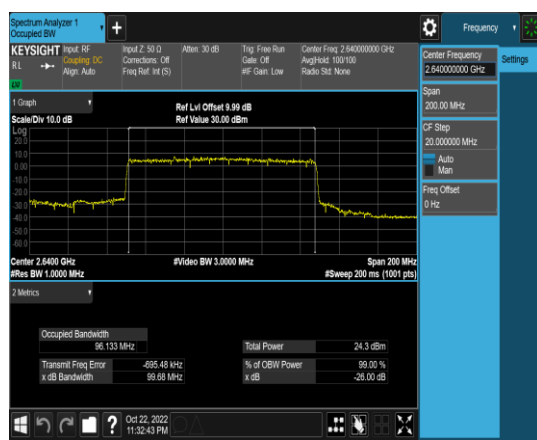 Spectrum Analyzer 1
Occupied BW
+
Frequency
KEYSIGHT
Input: RF
Input Z: 50 Ω
Atten: 30 dB
Trig: Free Run
Center Freq: 2.640000000 GHz
RL
Coupling: DC
Corrections: Off
Gate: Off
Avg|Hold: 100/100
Align: Auto
Freq Ref: Int (S)
#IF Gain: Low
Radio Std: None
Center Frequency
2.640000000 GHz
Settings
Span
200.00 MHz
CF Step
20.000000 MHz
Auto
Man
Freq Offset
0 Hz
1 Graph
Ref Lvl Offset 9.99 dB
Scale/Div 10.0 dB
Ref Value 30.00 dBm
Log
20.0
10.0
0.00
-10.0
-20.0
-30.0
-40.0
-50.0
-60.0
Center 2.6400 GHz
#Video BW 3.0000 MHz
Span 200 MHz
#Res BW 1.0000 MHz
#Sweep 200 ms (1001 pts)
2 Metrics
Occupied Bandwidth
96.133 MHz
Total Power
24.3 dBm
Transmit Freq Error
-695.48 kHz
% of OBW Power
99.00 %
x dB Bandwidth
99.68 MHz
x dB
-26.00 dB
?
Oct 22, 2022
11:32:43 PM